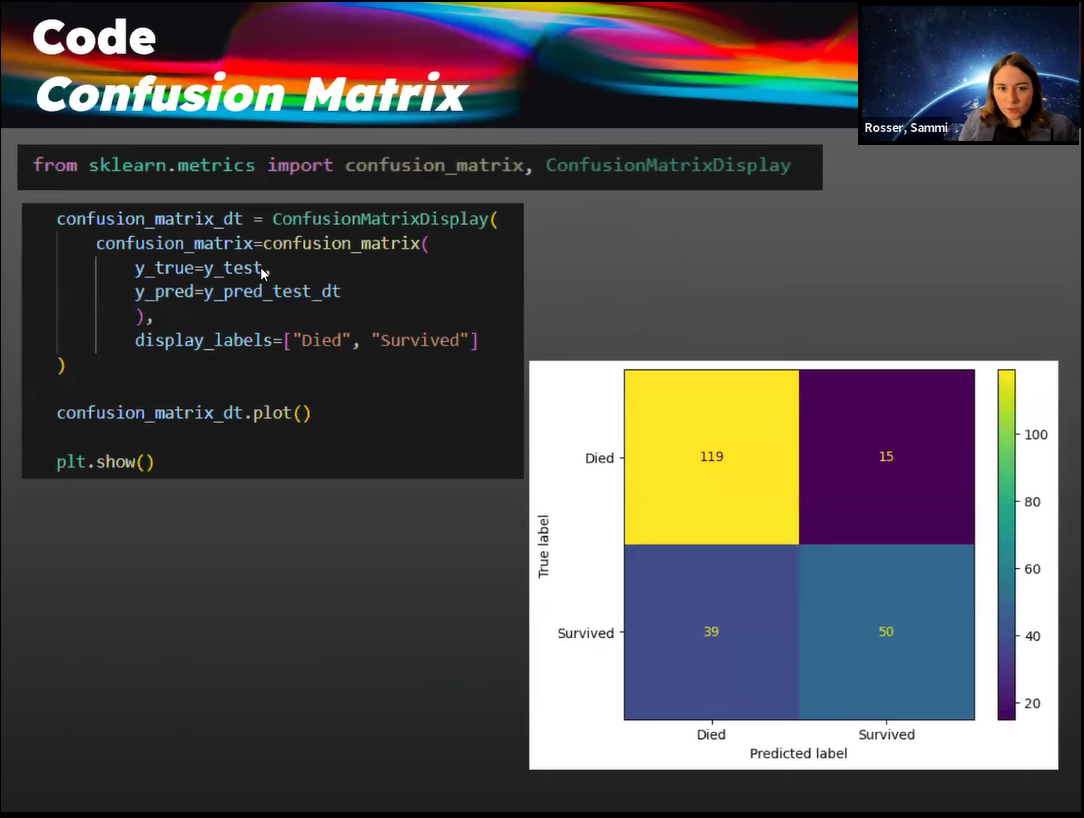 Code
Confusion Matrix
Rosser, Sammi
from sklearn.metrics import confusion_matrix, ConfusionMatrixDisplay
confusion_matrix_dt = ConfusionMatrixDisplay(
confusion_matrix=confusion_matrix(
y_true=y_test,
y_pred=y_pred_test_dt
),
display_labels=["Died", "Survived"]
)
confusion_matrix_dt.plot()
plt.show()
True label
Died
119
15
Survived
39
50
Died
Survived
Predicted label
100
80
60
40
20